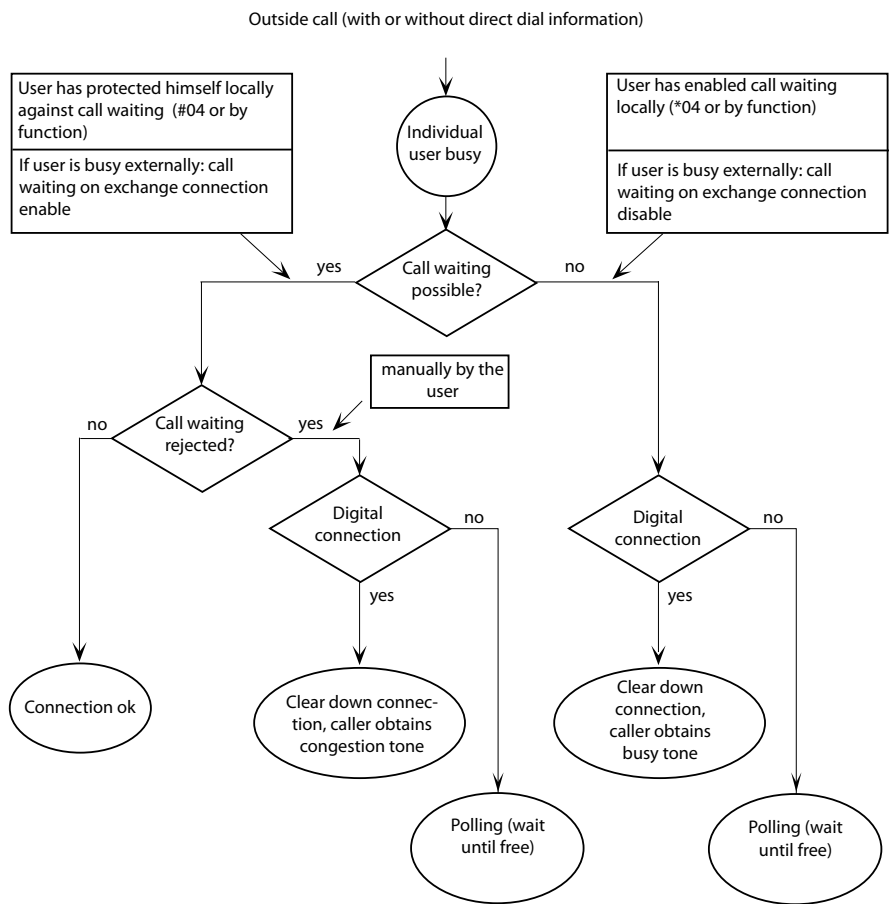 Outside call (with or without direct dial information)
User has protected himself locally
against call waiting (#04 or by
function)
If user is busy externally: call
waiting on exchange connection
enable
Individual
user busy
User has enabled call waiting
locally (*04 or by function)
If user is busy externally: call
waiting on exchange connection
disable
yes
Call waiting
possible?
no
manually by the
user
no
Call waiting
rejected?
yes
Digital
connection
no
yes
Digital
connection
no
yes
Connection ok
Clear down connec-
tion, caller obtains
congestion tone
Clear down
connection,
caller obtains
busy tone
Polling (wait
until free)
Polling (wait
until free)